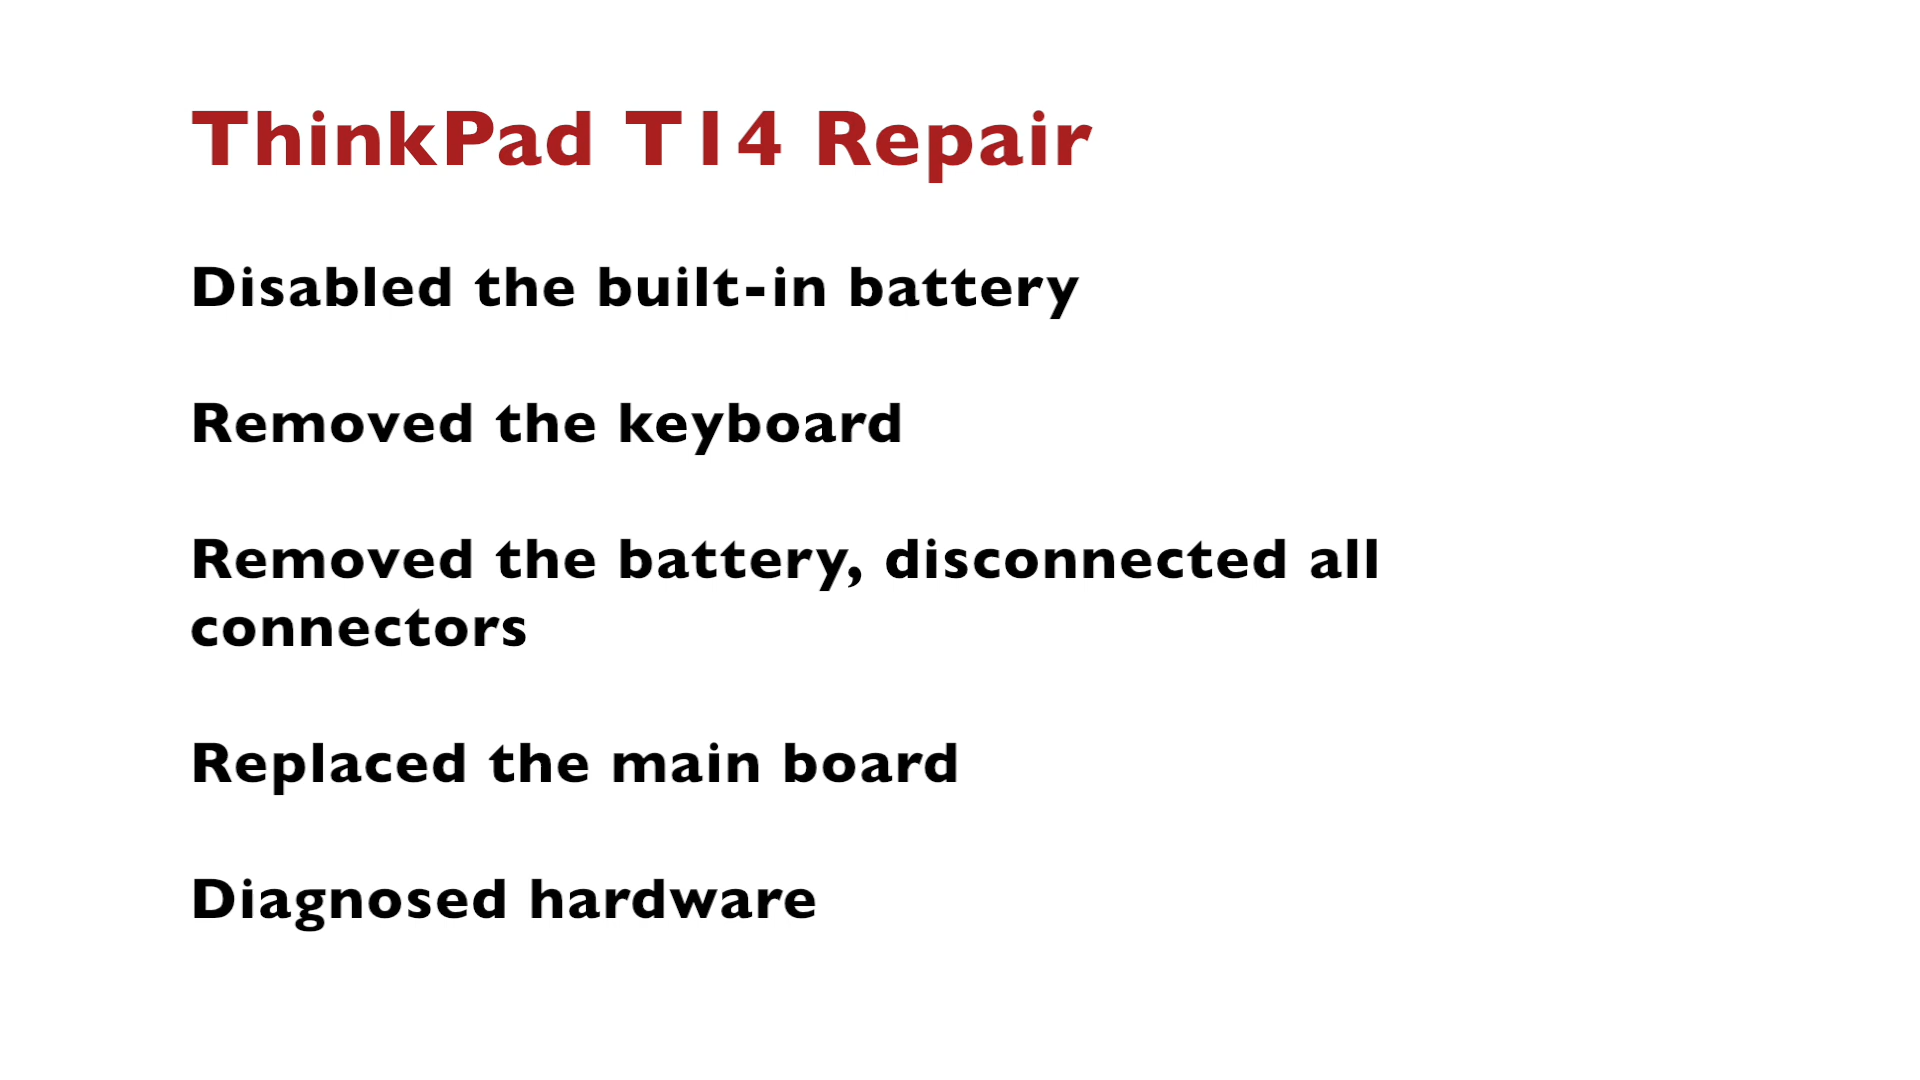 ThinkPad T14 Repair
Disabled the built-in battery
Removed the keyboard
Removed the battery, disconnected all
connectors
Replaced the main board
Diagnosed hardware